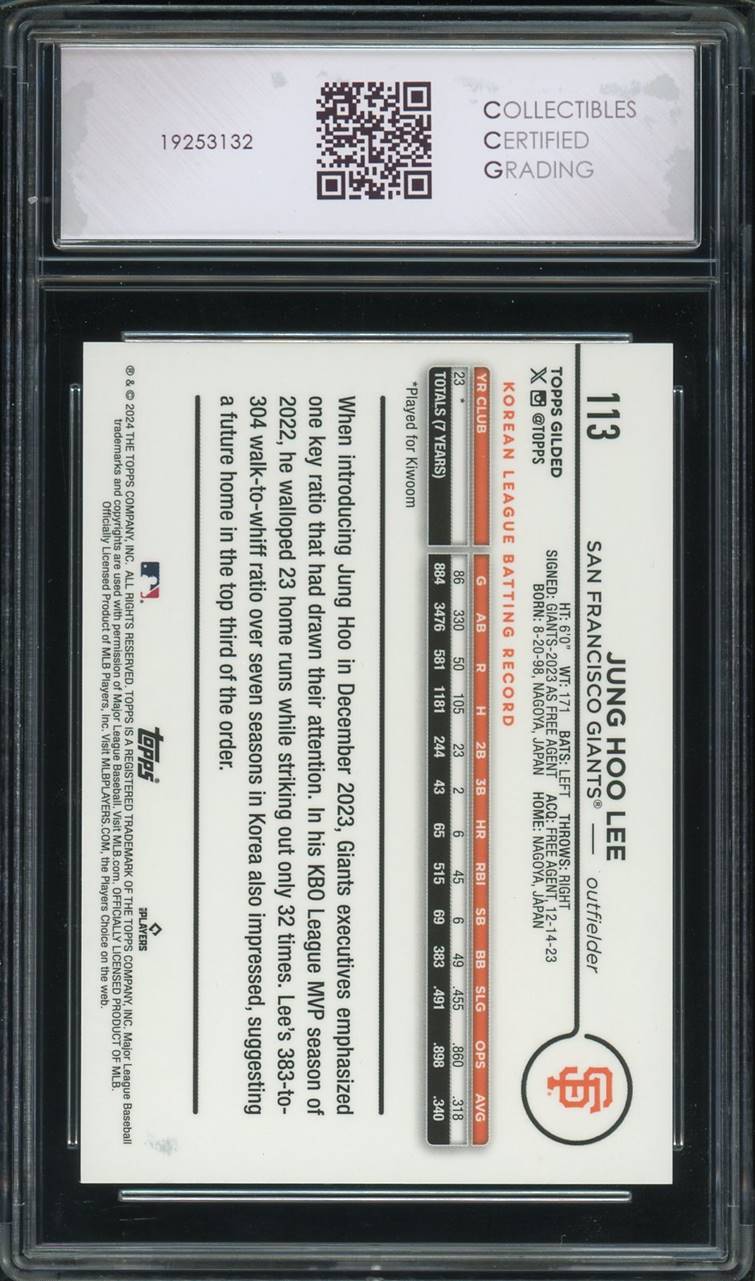 19253132
COLLECTIBLES
CERTIFIED
GRADING
113
JUNG HOO LEE
SAN FRANCISCO GIANTS® — outfielder
HT: 6'0" WT: 171 BATS: LEFT THROWS: RIGHT
SIGNED: GIANTS-2023 AS FREE AGENT ACQ: FREE AGENT, 12-14-23
BORN: 8-20-98, NAGOYA, JAPAN HOME: NAGOYA, JAPAN
SF
TOPPS GILDED
X @TOPPS
KOREAN LEAGUE BATTING RECORD
YR CLUB G AB R H 2B 3B HR RBI SB BB SLG OPS AVG
23 * 86 330 50 105 23 2 6 45 6 49 .455 .860 .318
TOTALS (7 YEARS) 884 3476 581 1181 244 43 65 515 69 383 .491 .898 .340
*Played for Kiwoom
When introducing Jung Hoo in December 2023, Giants executives emphasized
one key ratio that had drawn their attention. In his KBO League MVP season of
2022, he walloped 23 home runs while striking out only 32 times. Lee's 383-to-
304 walk-to-whiff ratio over seven seasons in Korea also impressed, suggesting
a future home in the top third of the order.
topps®
PLAYERS
® & © 2024 THE TOPPS COMPANY, INC. ALL RIGHTS RESERVED. TOPPS IS A REGISTERED TRADEMARK OF THE TOPPS COMPANY, INC. Major League Baseball
trademarks and copyrights are used with permission of Major League Baseball. Visit MLB.com. OFFICIALLY LICENSED PRODUCT OF MLB.
Officially Licensed Product of MLB Players, Inc. Visit MLBPLAYERS.COM, the Players Choice on the web.